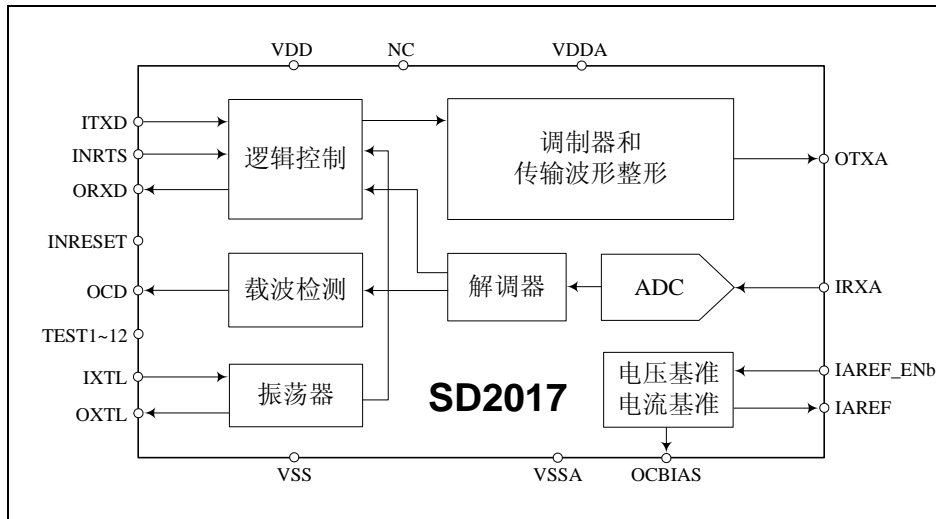 VDD
NC
VDDA
ITXD
INRTS
ORXD
INRESET
OCD
TEST1~12
IXTL
OXTL
逻辑控制
调制器和
传输波形整形
OTXA
载波检测
解调器
ADC
IRXA
振荡器
SD2017
电压基准
电流基准
IAREF_ENb
IAREF
VSS
VSSA
OCBIAS